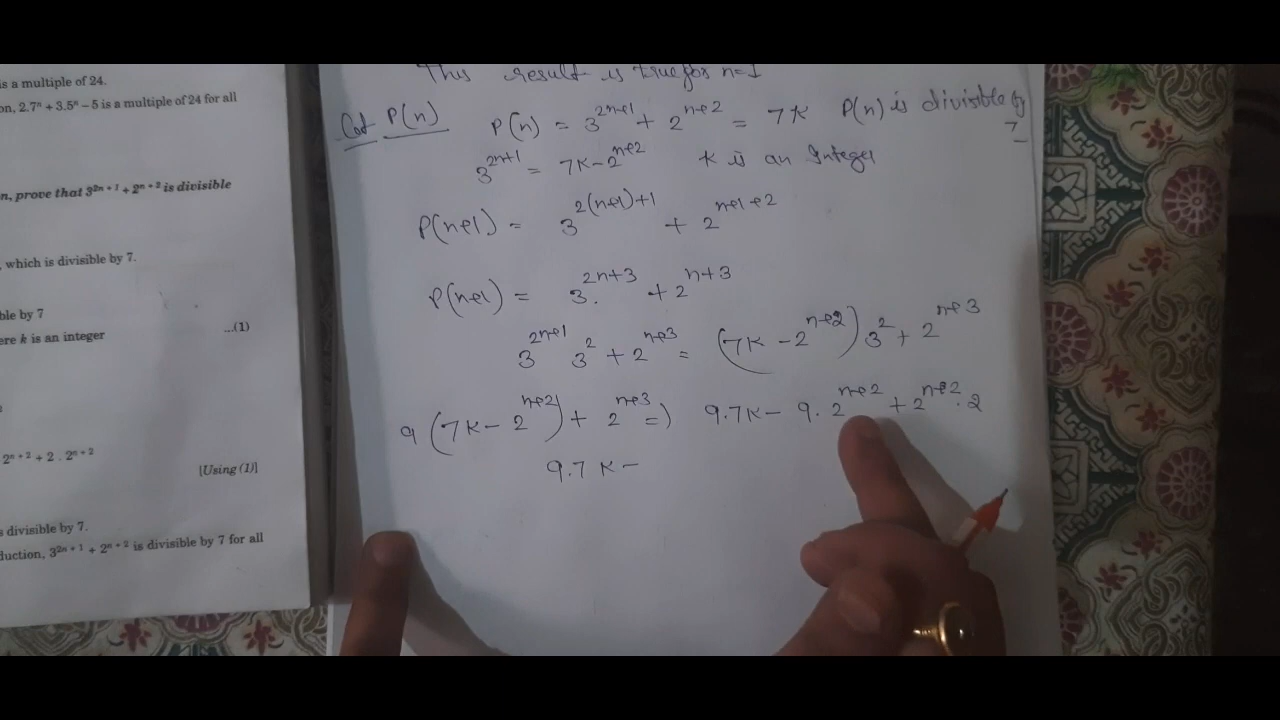 is a multiple of 24.
on, 2.7ⁿ + 3.5ⁿ – 5 is a multiple of 24 for all
n, prove that 3²ⁿ⁺¹ + 2ⁿ⁺² is divisible
, which is divisible by 7.
ble by 7
ere k is an integer ...(1)
2ⁿ⁺² + 2 . 2ⁿ⁺²
[Using (1)]
s divisible by 7.
duction, 3²ⁿ⁺¹ + 2ⁿ⁺² is divisible by 7 for all
This result is true for n=1
P(n)
P(n) = 3²ⁿ⁺¹ + 2ⁿ⁺² = 7K P(n) is divisible by 7
3²ⁿ⁺¹ = 7K – 2ⁿ⁺² K is an Integer
P(n+1) = 3²⁽ⁿ⁺¹⁾⁺¹ + 2ⁿ⁺¹⁺²
P(n+1) = 3²ⁿ⁺³ + 2ⁿ⁺³
3²ⁿ⁺¹ 3² + 2ⁿ⁺³ = (7K – 2ⁿ⁺²) 3² + 2ⁿ⁺³
9 (7K – 2ⁿ⁺²) + 2ⁿ⁺³ =) 9.7K – 9. 2ⁿ⁺² + 2ⁿ⁺² . 2
9.7 K –